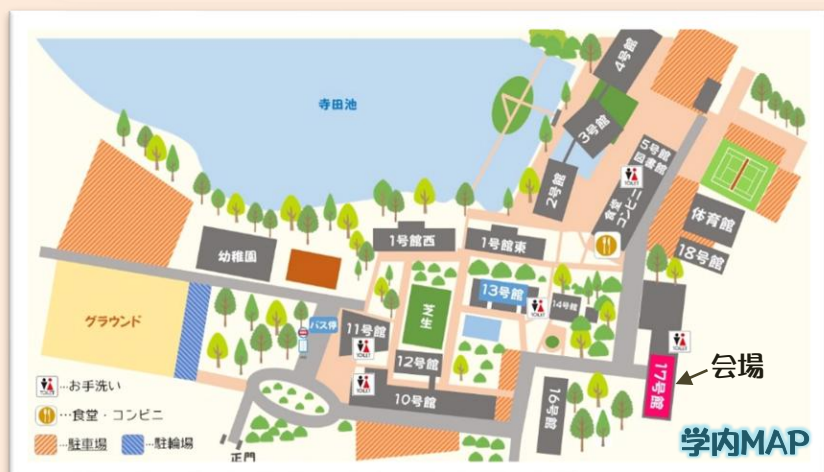 寺田池
4号館
3号館
2号館
5号館
図書館
食堂
コンビニ
体育館
18号館
1号館西
1号館東
幼稚園
13号館
14号館
芝生
バス停
11号館
グラウンド
12号館
10号館
17号館
会場
16号館
正門
…お手洗い
…食堂・コンビニ
…駐車場
…駐輪場
学内MAP